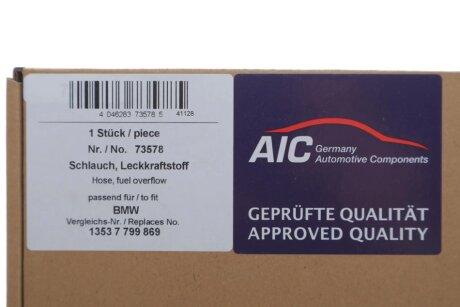 4 046283 73578 5 41128
1 Stück / piece
Nr. / No. 73578
Schlauch, Leckkraftstoff
Hose, fuel overflow
passend für / to fit
BMW
Vergleichs-Nr. / Replaces No.
1353 7 799 869
AIC Germany
Automotive Components
GEPRÜFTE QUALITÄT
APPROVED QUALITY